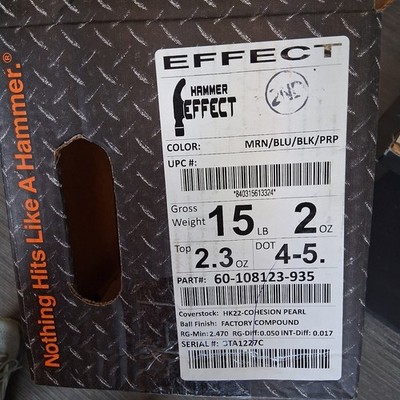 Nothing Hits Like A Hammer.®
EFFECT
HAMMER
EFFECT
COLOR: MRN/BLU/BLK/PRP
UPC #:
*840315613324*
Gross Weight 15 LB 2 OZ
Top 2.3 OZ DOT 4-5.
PART#: 60-108123-935
Coverstock: HK22-COHESION PEARL
Ball Finish: FACTORY COMPOUND
RG-Min: 2.470 RG-Diff: 0.050 INT-Diff: 0.017
SERIAL #: 3TA1227C